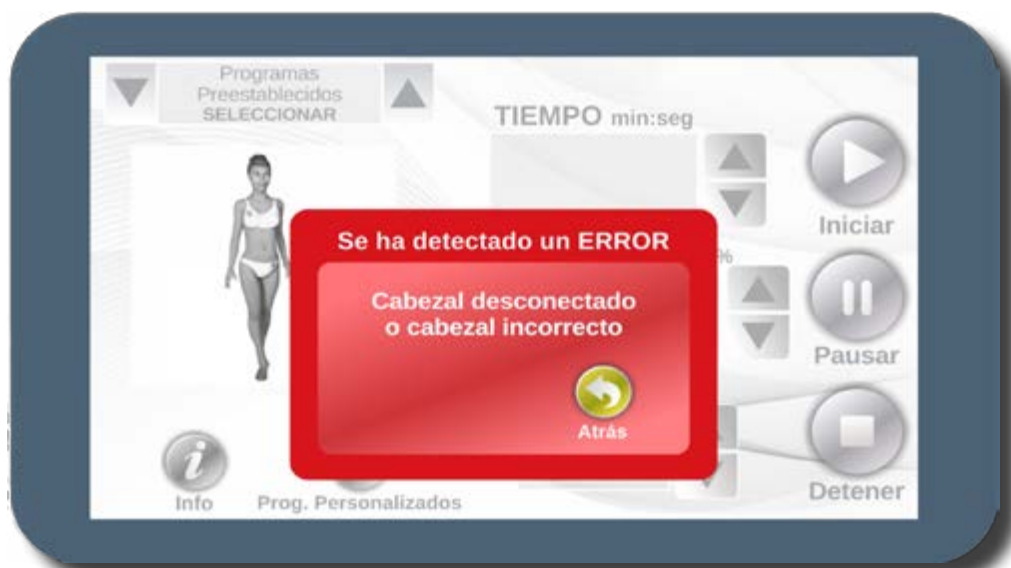 Programas
Preestablecidos
SELECCIONAR
TIEMPO min:seg
Iniciar
%
Se ha detectado un ERROR
Cabezal desconectado
o cabezal incorrecto
Atrás
Pausar
Info
Prog. Personalizados
Detener